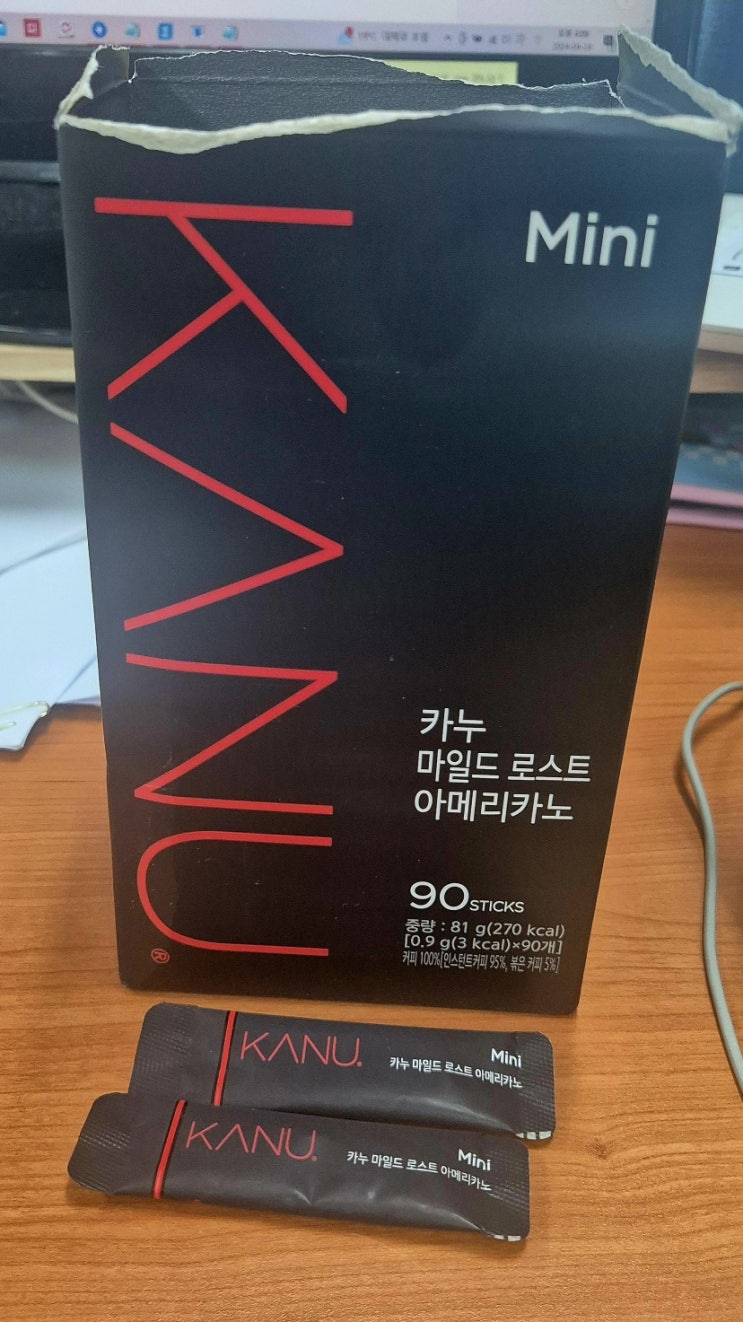 Mini
KANU®
카누
마일드 로스트
아메리카노
90 STICKS
중량 : 81 g(270 kcal)
[0.9 g(3 kcal)×90개]
커피 100%[인스턴트커피 95%, 볶은 커피 5%]
KANU®
Mini
카누 마일드 로스트 아메리카노
KANU®
Mini
카누 마일드 로스트 아메리카노